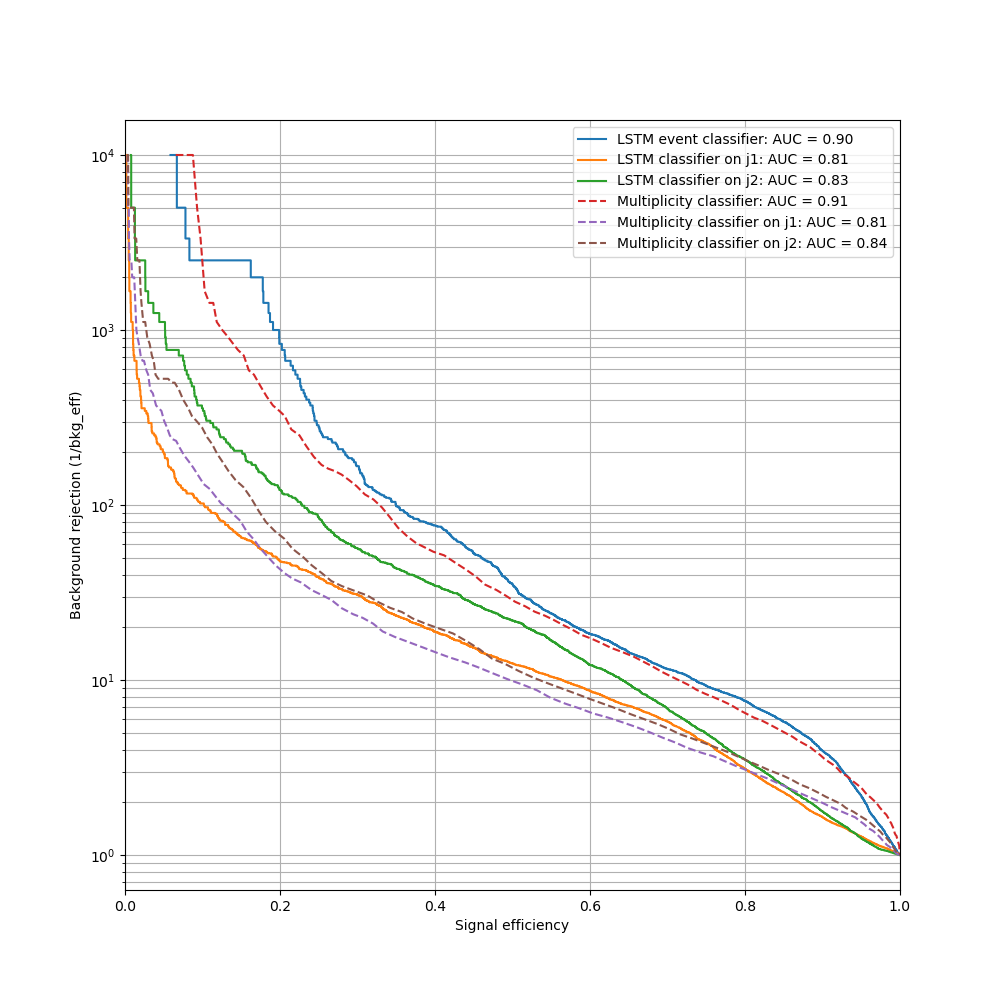 LSTM event classifier: AUC = 0.90
LSTM classifier on j1: AUC = 0.81
LSTM classifier on j2: AUC = 0.83
Multiplicity classifier: AUC = 0.91
Multiplicity classifier on j1: AUC = 0.81
Multiplicity classifier on j2: AUC = 0.84
Background rejection (1/bkg_eff)
10⁴
10³
10²
10¹
10⁰
0.0 0.2 0.4 0.6 0.8 1.0
Signal efficiency